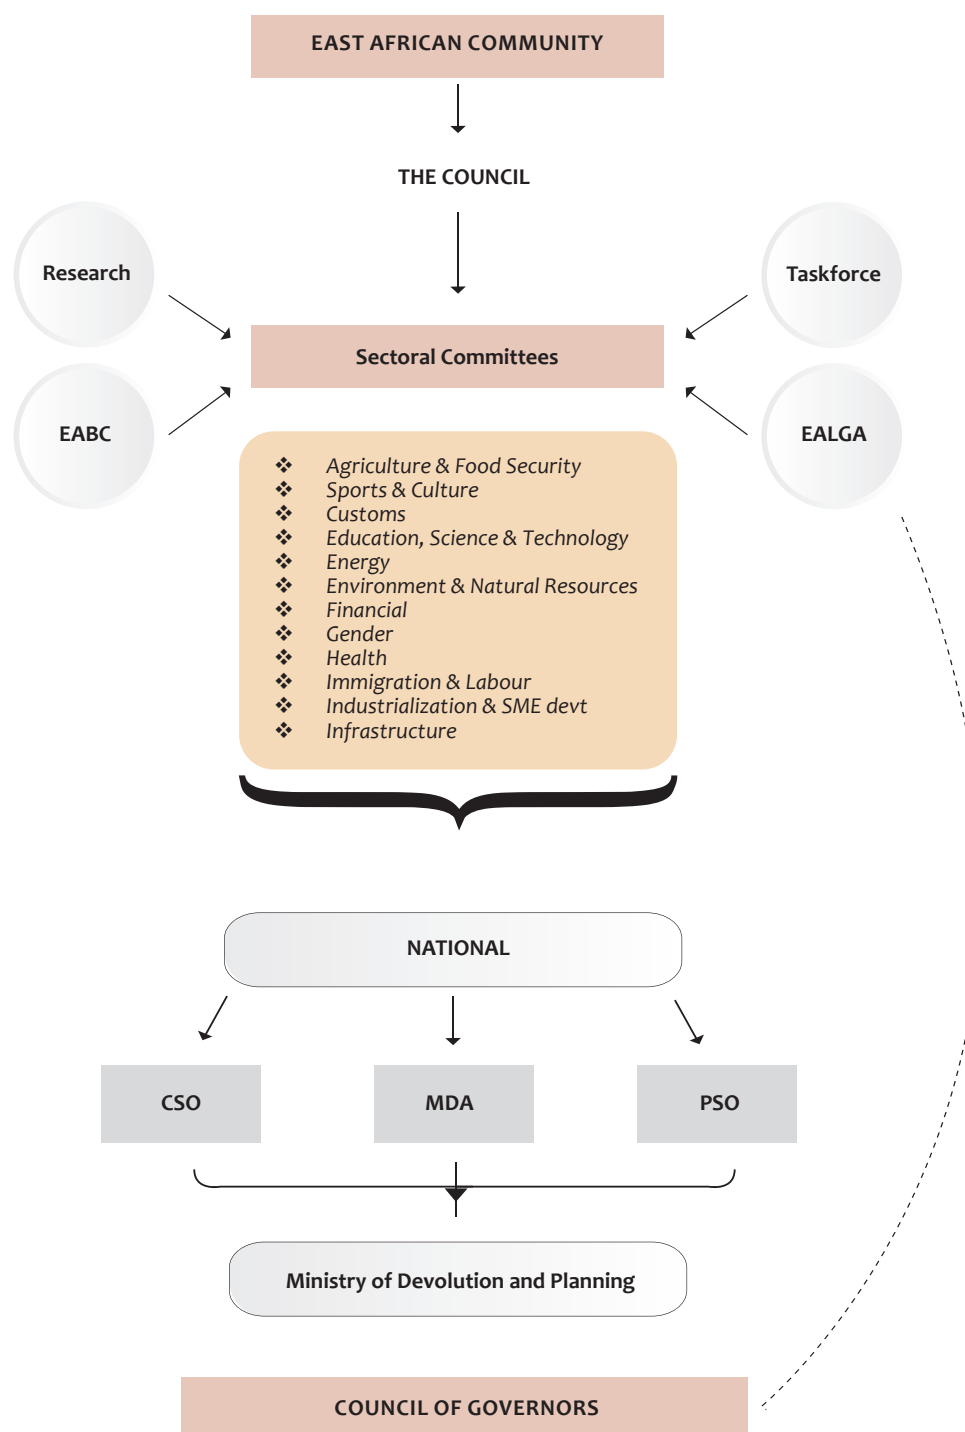 EAST AFRICAN COMMUNITY
THE COUNCIL
Research
Taskforce
Sectoral Committees
EABC
EALGA
❖ Agriculture & Food Security
❖ Sports & Culture
❖ Customs
❖ Education, Science & Technology
❖ Energy
❖ Environment & Natural Resources
❖ Financial
❖ Gender
❖ Health
❖ Immigration & Labour
❖ Industrialization & SME devt
❖ Infrastructure
NATIONAL
CSO
MDA
PSO
Ministry of Devolution and Planning
COUNCIL OF GOVERNORS